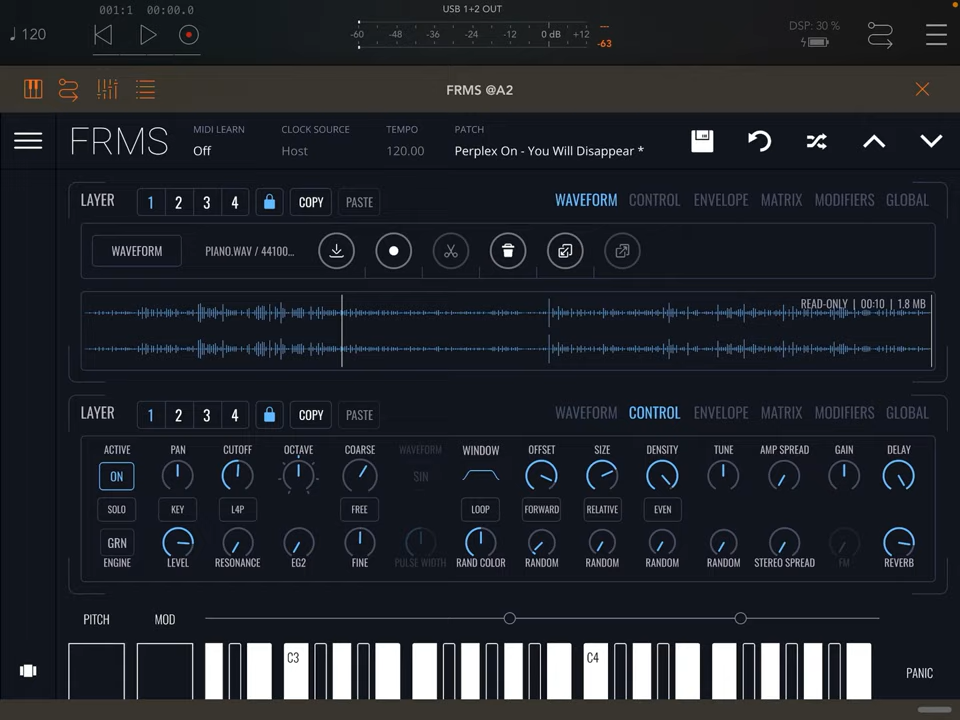 USB 1+2 OUT
001:1 00:00.0
♩120
-60 -48 -36 -24 -12 0 dB +12
--
-63
DSP: 30 %
FRMS @A2
FRMS
MIDI LEARN CLOCK SOURCE TEMPO PATCH
Off Host 120.00 Perplex On - You Will Disappear *
LAYER 1 2 3 4 COPY PASTE WAVEFORM CONTROL ENVELOPE MATRIX MODIFIERS GLOBAL
WAVEFORM PIANO.WAV / 44100...
READ-ONLY | 00:10 | 1.8 MB
LAYER 1 2 3 4 COPY PASTE WAVEFORM CONTROL ENVELOPE MATRIX MODIFIERS GLOBAL
ACTIVE PAN CUTOFF OCTAVE COARSE WAVEFORM WINDOW OFFSET SIZE DENSITY TUNE AMP SPREAD GAIN DELAY
ON SIN
SOLO KEY L4P FREE LOOP FORWARD RELATIVE EVEN
GRN
ENGINE LEVEL RESONANCE EG2 FINE PULSE WIDTH RAND COLOR RANDOM RANDOM RANDOM RANDOM STEREO SPREAD FM REVERB
PITCH MOD
C3 C4
PANIC